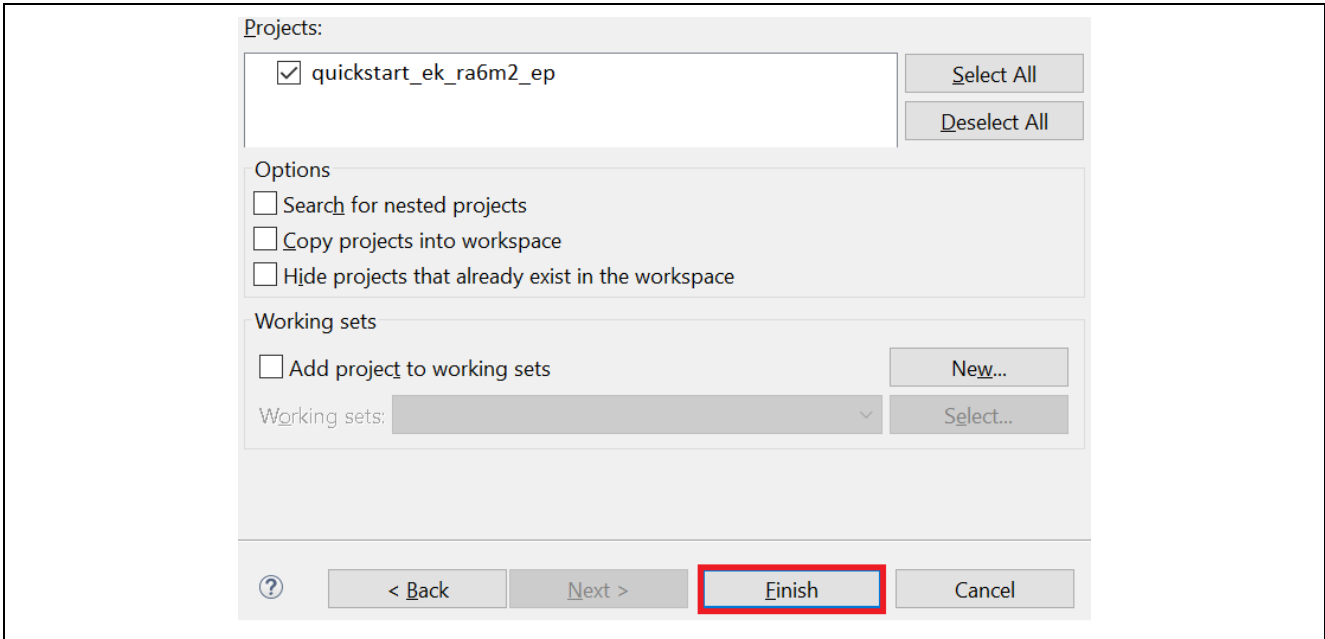 Projects:
quickstart_ek_ra6m2_ep
Select All
Deselect All
Options
Search for nested projects
Copy projects into workspace
Hide projects that already exist in the workspace
Working sets
Add project to working sets
New...
Working sets:
Select...
?
< Back
Next >
Finish
Cancel